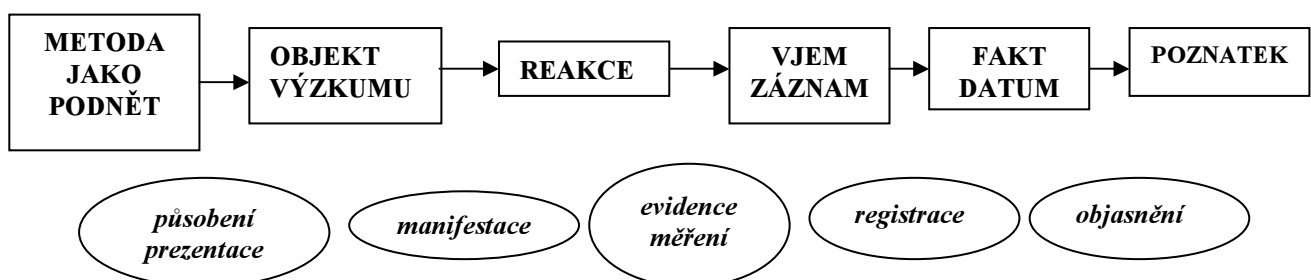 METODA
JAKO
PODNĚT
OBJEKT
VÝZKUMU
REAKCE
VJEM
ZÁZNAM
FAKT
DATUM
POZNATEK
působení
prezentace
manifestace
evidence
měření
registrace
objasnění